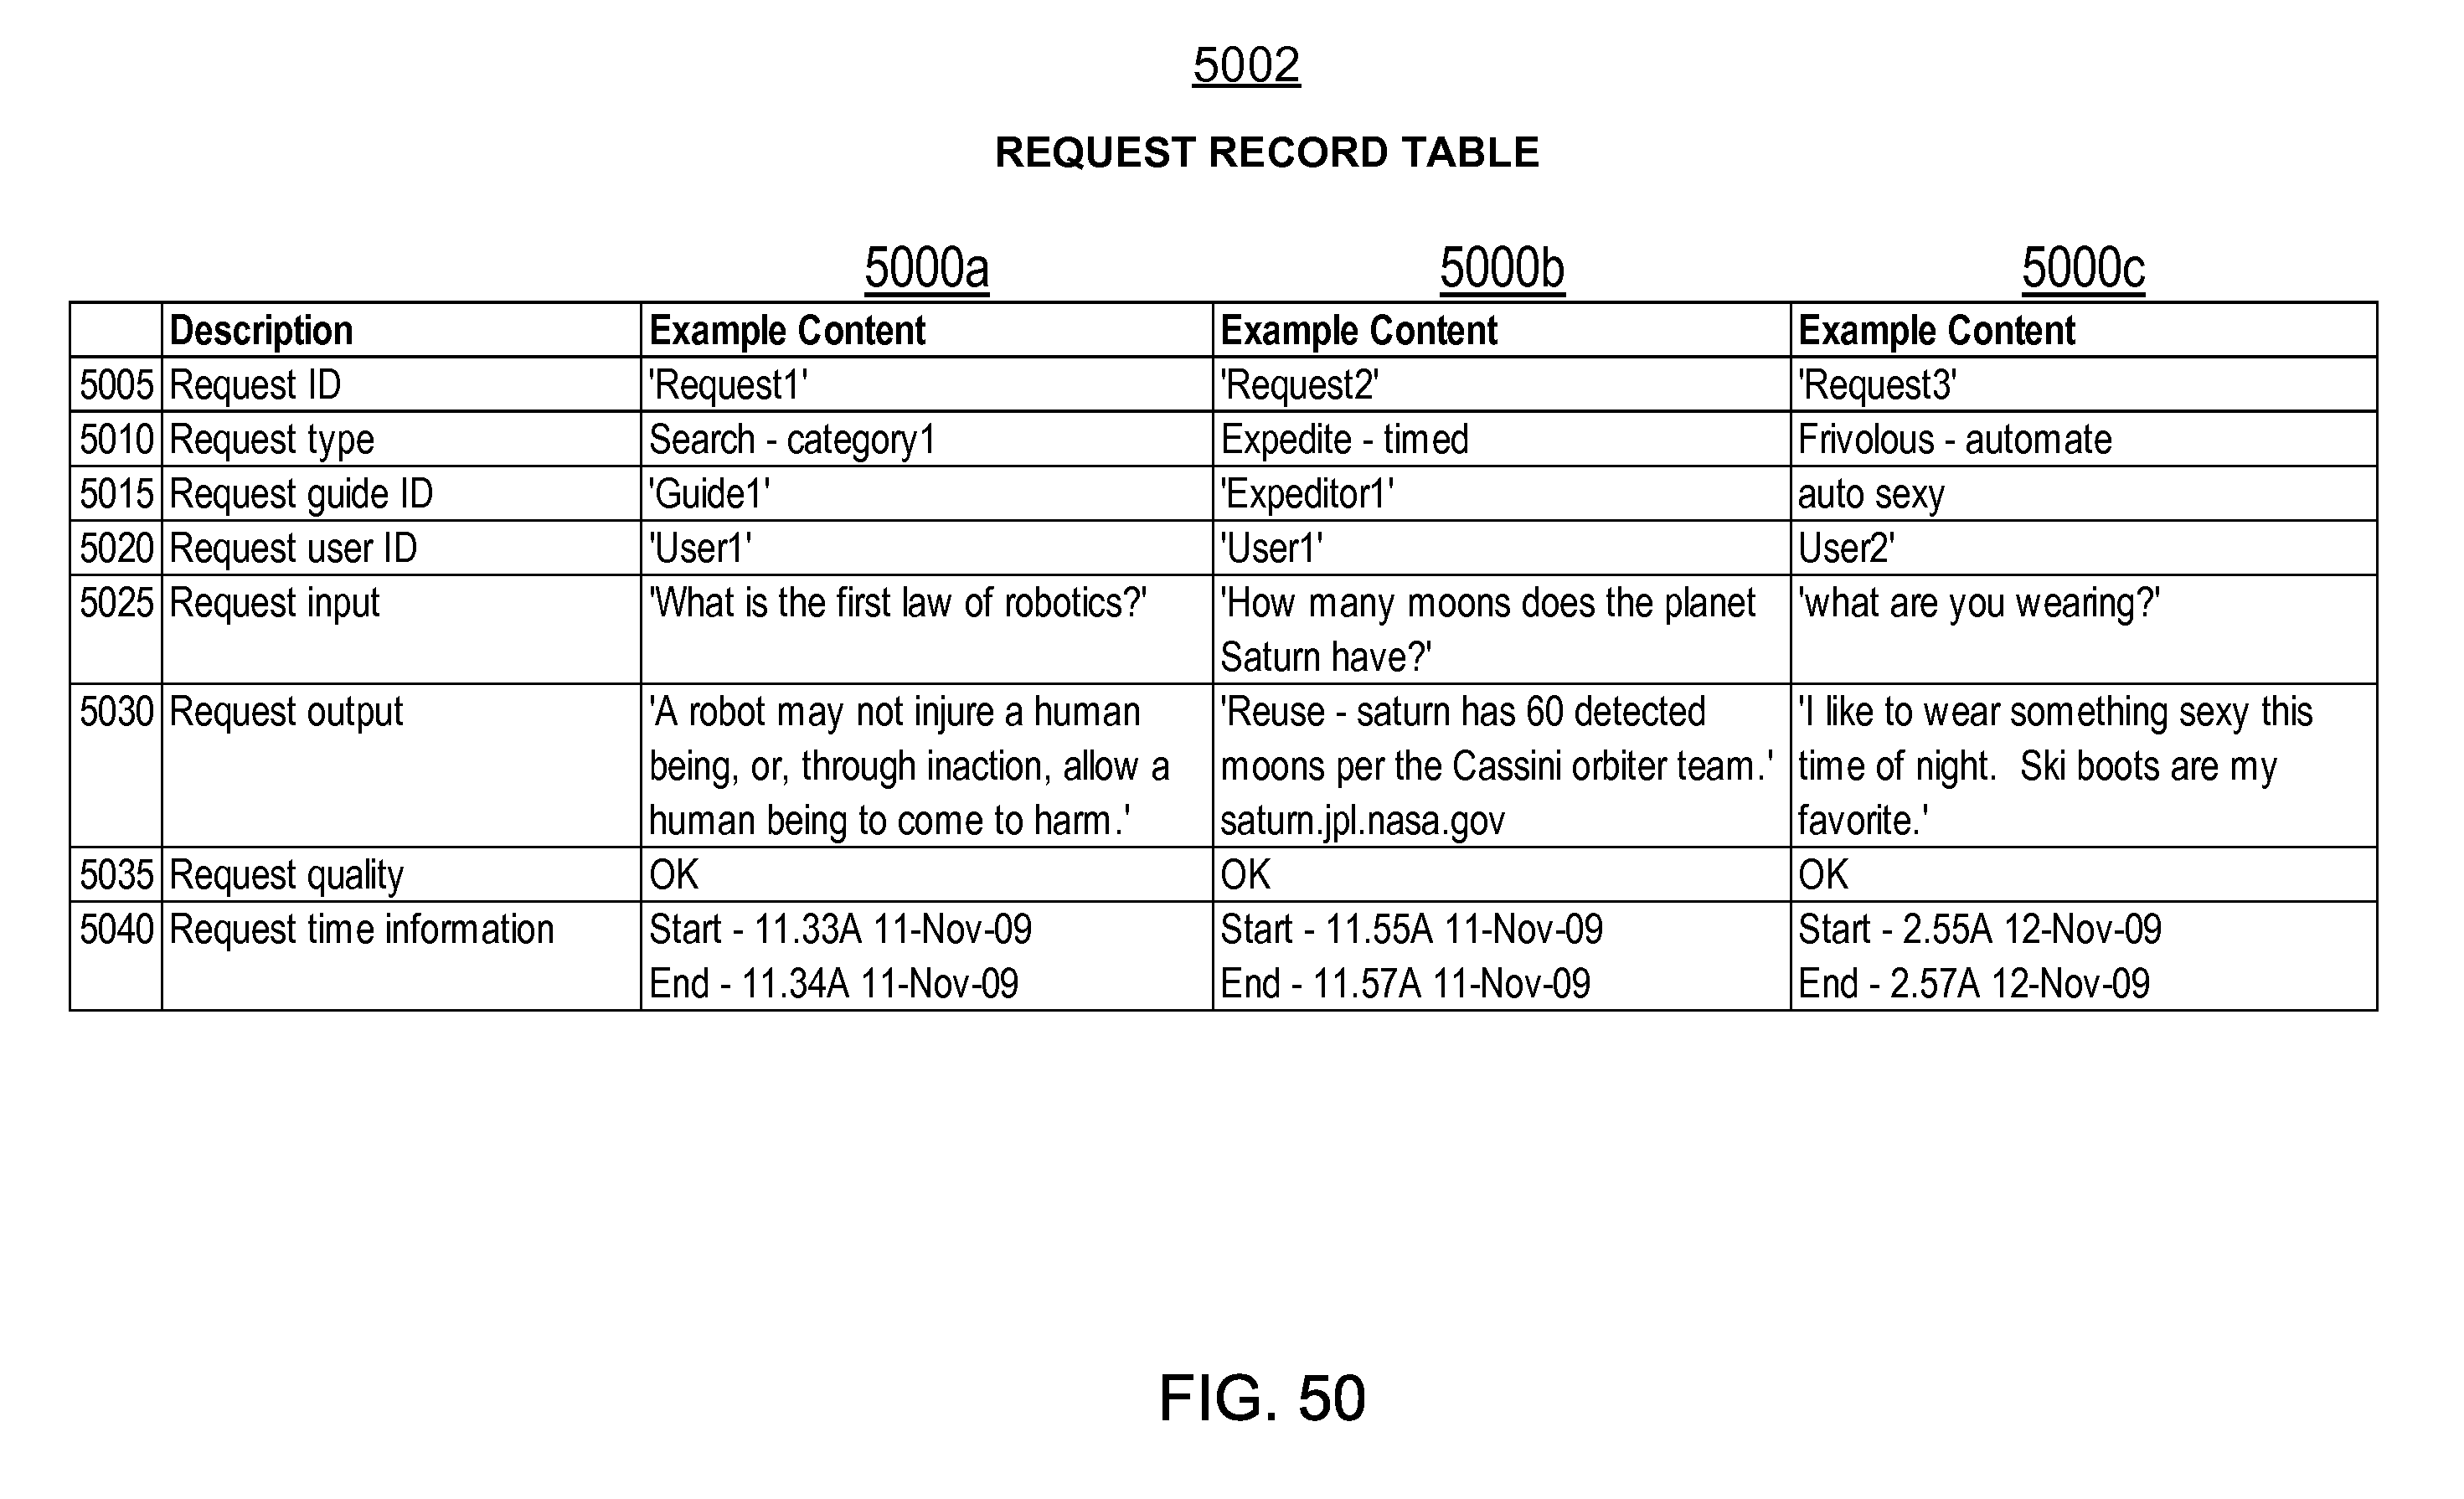 5002
REQUEST RECORD TABLE
5000a 5000b 5000c
Description Example Content Example Content Example Content
5005 Request ID 'Request1' 'Request2' 'Request3'
5010 Request type Search - category1 Expedite - timed Frivolous - automate
5015 Request guide ID 'Guide1' 'Expeditor1' auto sexy
5020 Request user ID 'User1' 'User1' User2'
5025 Request input 'What is the first law of robotics?' 'How many moons does the planet 'what are you wearing?'
Saturn have?'
5030 Request output 'A robot may not injure a human 'Reuse - saturn has 60 detected 'I like to wear something sexy this
being, or, through inaction, allow a moons per the Cassini orbiter team.' time of night. Ski boots are my
human being to come to harm.' saturn.jpl.nasa.gov favorite.'
5035 Request quality OK OK OK
5040 Request time information Start - 11.33A 11-Nov-09 Start - 11.55A 11-Nov-09 Start - 2.55A 12-Nov-09
End - 11.34A 11-Nov-09 End - 11.57A 11-Nov-09 End - 2.57A 12-Nov-09
FIG. 50